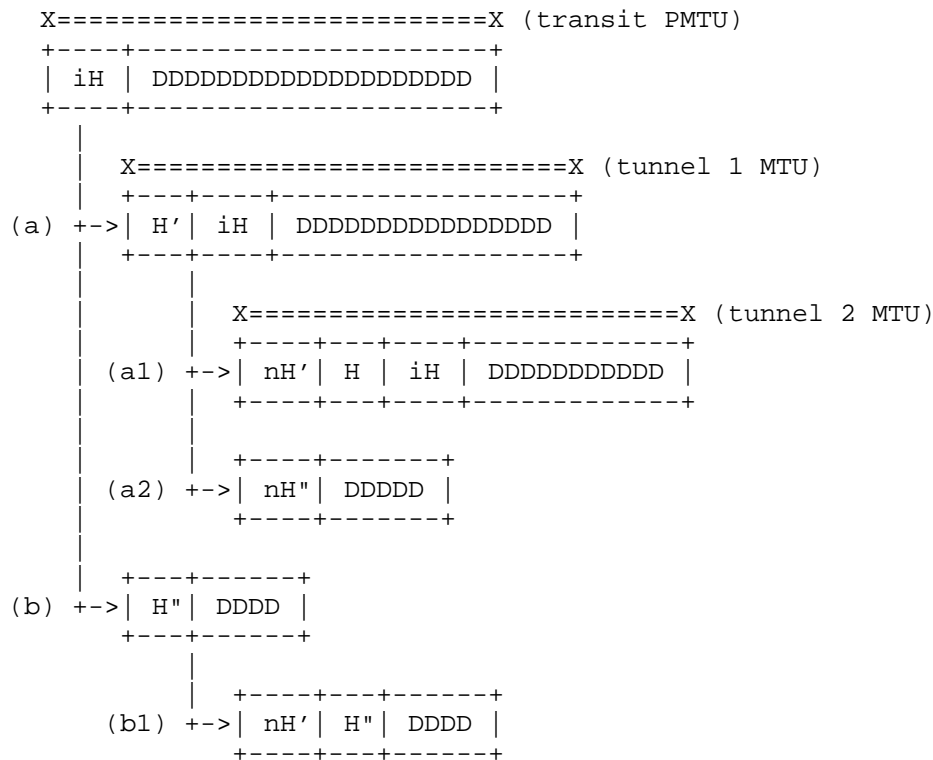 X===========================X (transit PMTU)
+----+----------------------+
| iH | DDDDDDDDDDDDDDDDDDDD |
+----+----------------------+
|
| X===========================X (tunnel 1 MTU)
| +---+----+------------------+
(a) +->| H'| iH | DDDDDDDDDDDDDDDD |
| +---+----+------------------+
| |
| | X===========================X (tunnel 2 MTU)
| | +----+---+----+-------------+
| (a1) +->| nH'| H | iH | DDDDDDDDDDD |
| | +----+---+----+-------------+
| |
| | +----+-------+
| (a2) +->| nH"| DDDDD |
| +----+-------+
|
| +---+------+
(b) +->| H"| DDDD |
+---+------+
|
| +----+---+------+
(b1) +->| nH'| H"| DDDD |
+----+---+------+